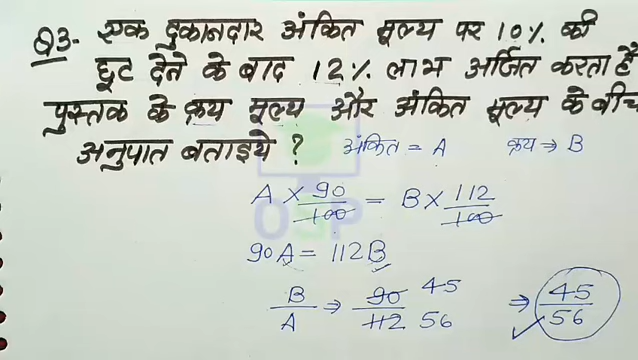 Q3- एक दुकानदार अंकित मूल्य पर 10% की
छूट देने के बाद 12% लाभ अर्जित करता है
पुस्तक के क्रय मूल्य और अंकित मूल्य के बीच
अनुपात बताइये ? अंकित = A क्रय ⇒ B
A × 90/100 = B × 112/100
90A = 112B
B/A ⇒ 90/112 45/56 ⇒ 45/56 ✓